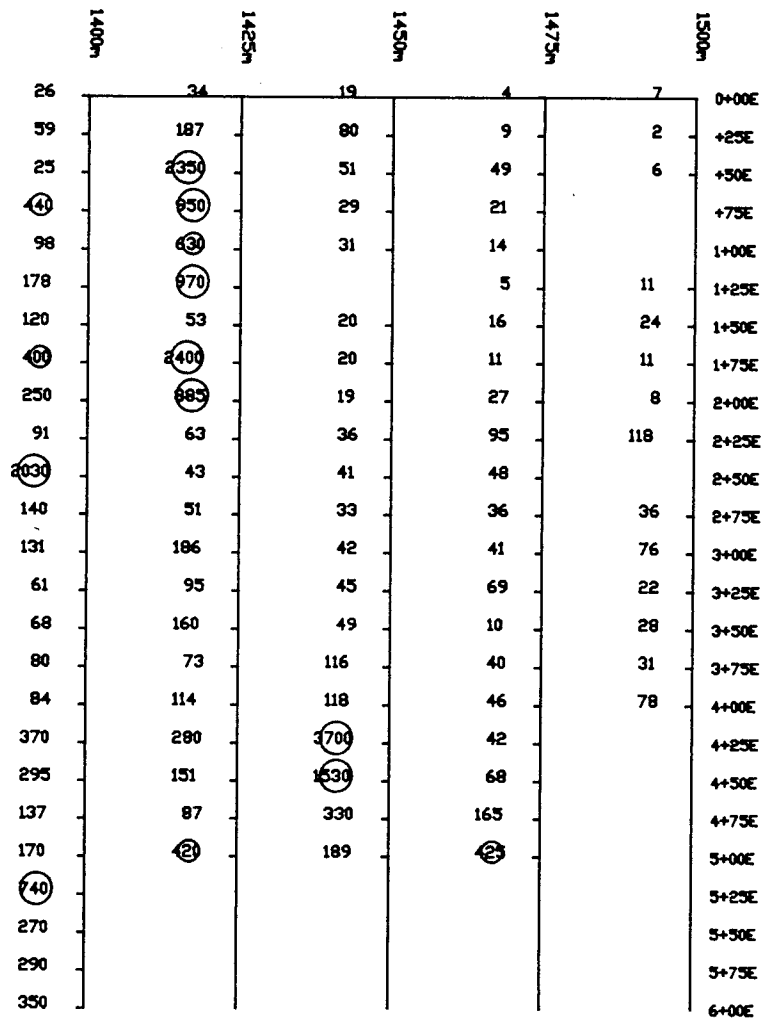 1400m 1425m 1450m 1475m 1500m
26 34 19 4 7 0+00E
59 187 80 9 2 +25E
25 2350 51 49 6 +50E
440 950 29 21 +75E
98 630 31 14 1+00E
178 970 5 11 1+25E
120 53 20 16 24 1+50E
400 2400 20 11 11 1+75E
250 885 19 27 8 2+00E
91 63 36 95 118 2+25E
2030 43 41 48 2+50E
140 51 33 36 36 2+75E
131 186 42 41 76 3+00E
61 95 45 69 22 3+25E
68 160 49 10 28 3+50E
80 73 116 40 31 3+75E
84 114 118 46 78 4+00E
370 280 3700 42 4+25E
295 151 1530 68 4+50E
137 87 330 165 4+75E
170 420 189 425 5+00E
740 5+25E
270 5+50E
290 5+75E
350 6+00E